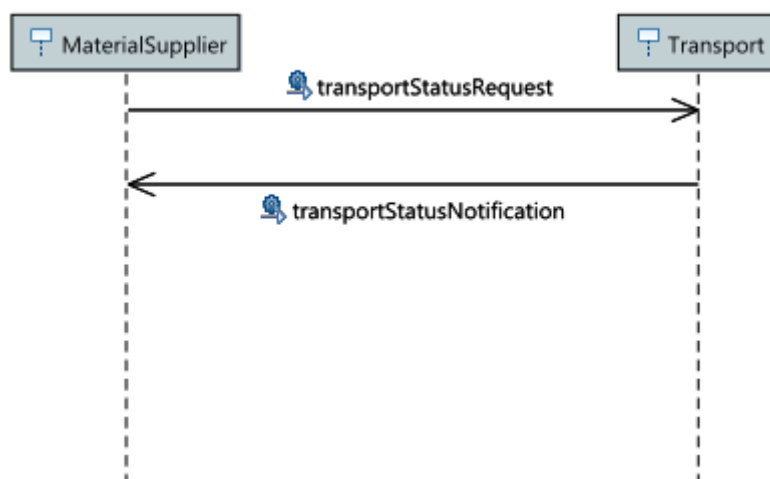 MaterialSupplier
Transport
transportStatusRequest
transportStatusNotification